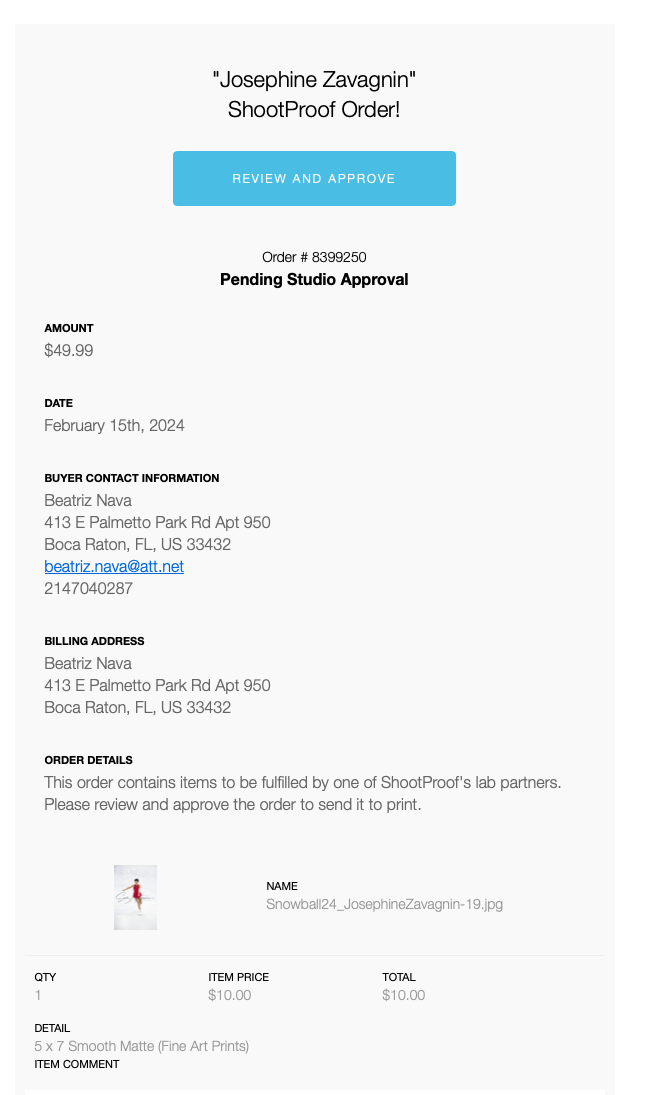 "Josephine Zavagnin"
ShootProof Order!
REVIEW AND APPROVE
Order # 8399250
Pending Studio Approval
AMOUNT
$49.99
DATE
February 15th, 2024
BUYER CONTACT INFORMATION
Beatriz Nava
413 E Palmetto Park Rd Apt 950
Boca Raton, FL, US 33432
beatriz.nava@att.net
2147040287
BILLING ADDRESS
Beatriz Nava
413 E Palmetto Park Rd Apt 950
Boca Raton, FL, US 33432
ORDER DETAILS
This order contains items to be fulfilled by one of ShootProof's lab partners.
Please review and approve the order to send it to print.
NAME
Snowball24_JosephineZavagnin-19.jpg
QTY ITEM PRICE TOTAL
1 $10.00 $10.00
DETAIL
5 x 7 Smooth Matte (Fine Art Prints)
ITEM COMMENT